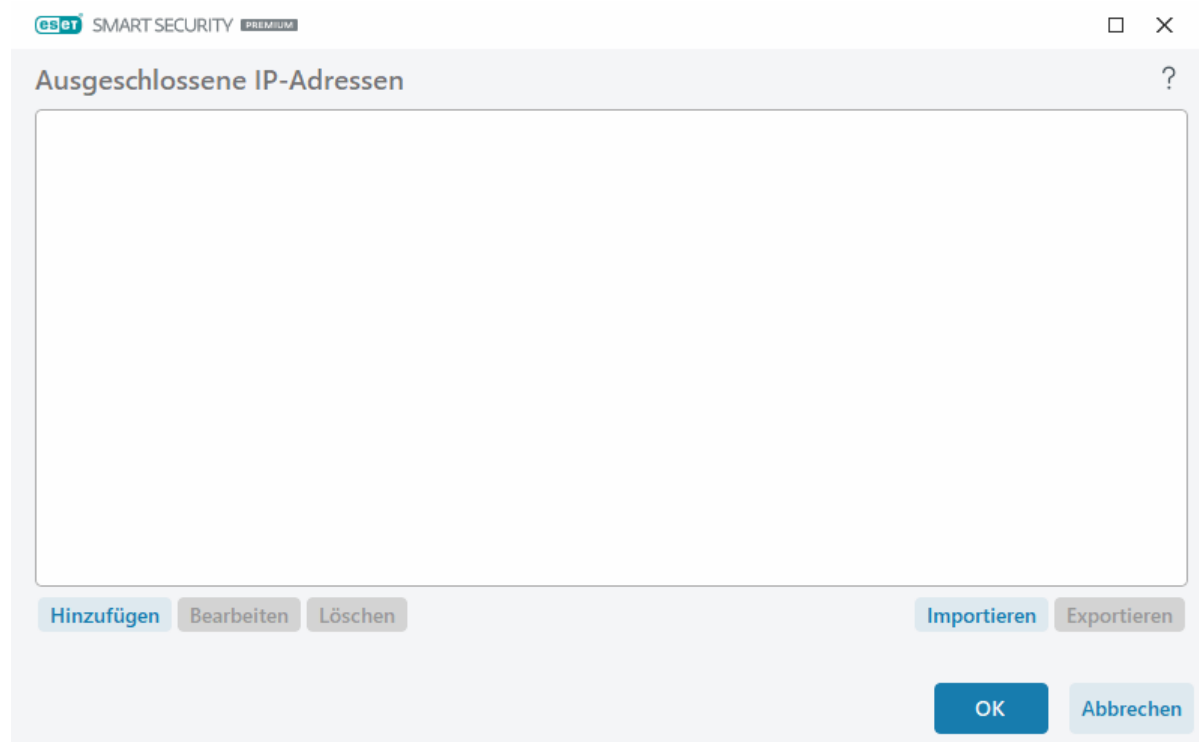 eset SMART SECURITY PREMIUM
Ausgeschlossene IP-Adressen ?
Hinzufügen Bearbeiten Löschen Importieren Exportieren
OK Abbrechen